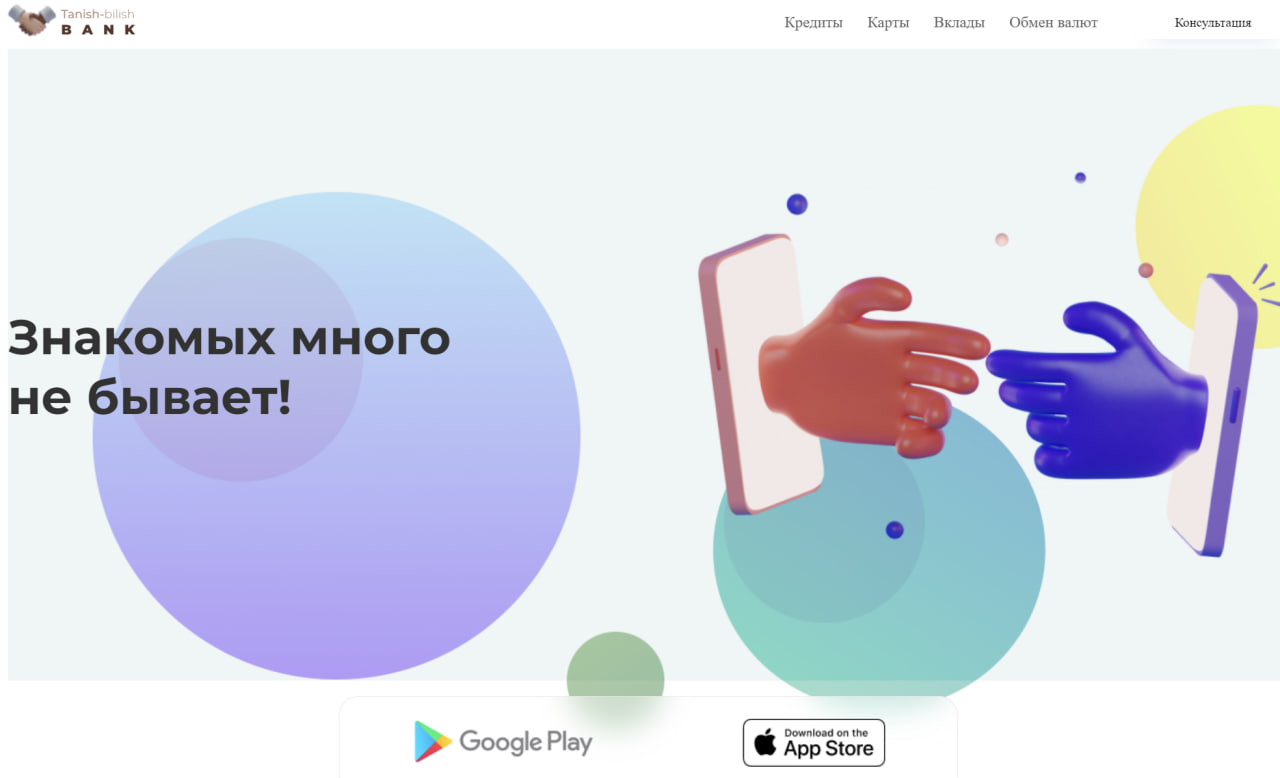 Tanish-bilish
BANK
Кредиты Карты Вклады Обмен валют Консультация
Знакомых много
не бывает!
Google Play
Download on the
App Store